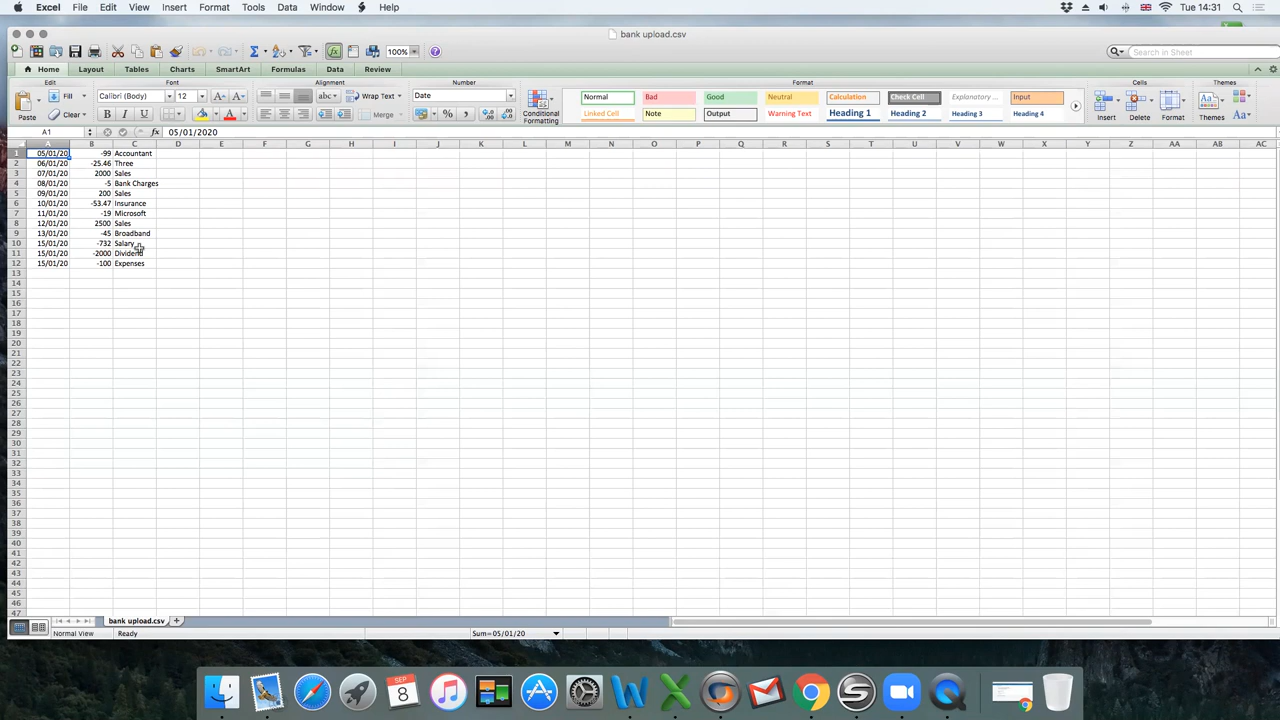 Excel File Edit View Insert Format Tools Data Window Help Tue 14:31
bank upload.csv
100% Search in Sheet
Home Layout Tables Charts SmartArt Formulas Data Review
Edit Font Alignment Number Format Cells Themes
Paste Fill Clear Calibri (Body) 12 abc Wrap Text Merge Date Conditional Formatting Normal Bad Good Neutral Calculation Check Cell Explanatory... Input Insert Delete Format Themes Aa
B I U A % Linked Cell Note Output Warning Text Heading 1 Heading 2 Heading 3 Heading 4
A1 fx 05/01/2020
A B C D E F G H I J K L M N O P Q R S T U V W X Y Z AA AB AC
1 05/01/20 -99 Accountant
2 06/01/20 -25.46 Three
3 07/01/20 2000 Sales
4 08/01/20 -5 Bank Charges
5 09/01/20 200 Sales
6 10/01/20 -53.47 Insurance
7 11/01/20 -19 Microsoft
8 12/01/20 2500 Sales
9 13/01/20 -45 Broadband
10 15/01/20 -732 Salary
11 15/01/20 -2000 Dividend
12 15/01/20 -100 Expenses
13
14
15
16
17
18
19
20
21
22
23
24
25
26
27
28
29
30
31
32
33
34
35
36
37
38
39
40
41
42
43
44
45
46
47
bank upload.csv
Normal View Ready Sum=05/01/20
SEP
8